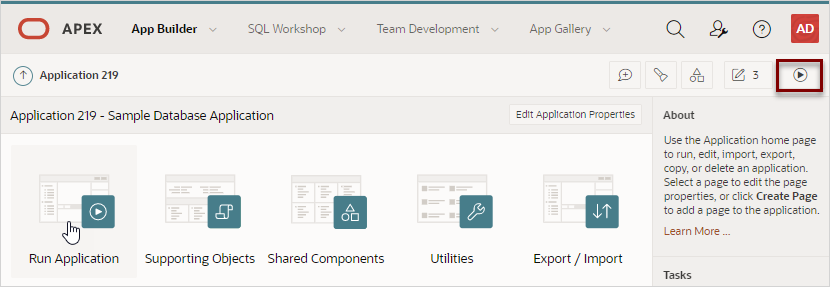 APEX App Builder SQL Workshop Team Development App Gallery AD
Application 219 3
Application 219 - Sample Database Application Edit Application Properties
About
Use the Application home page
to run, edit, import, export,
copy, or delete an application.
Select a page to edit the page
properties, or click Create Page
to add a page to the application.
Learn More ...
Run Application Supporting Objects Shared Components Utilities Export / Import
Tasks